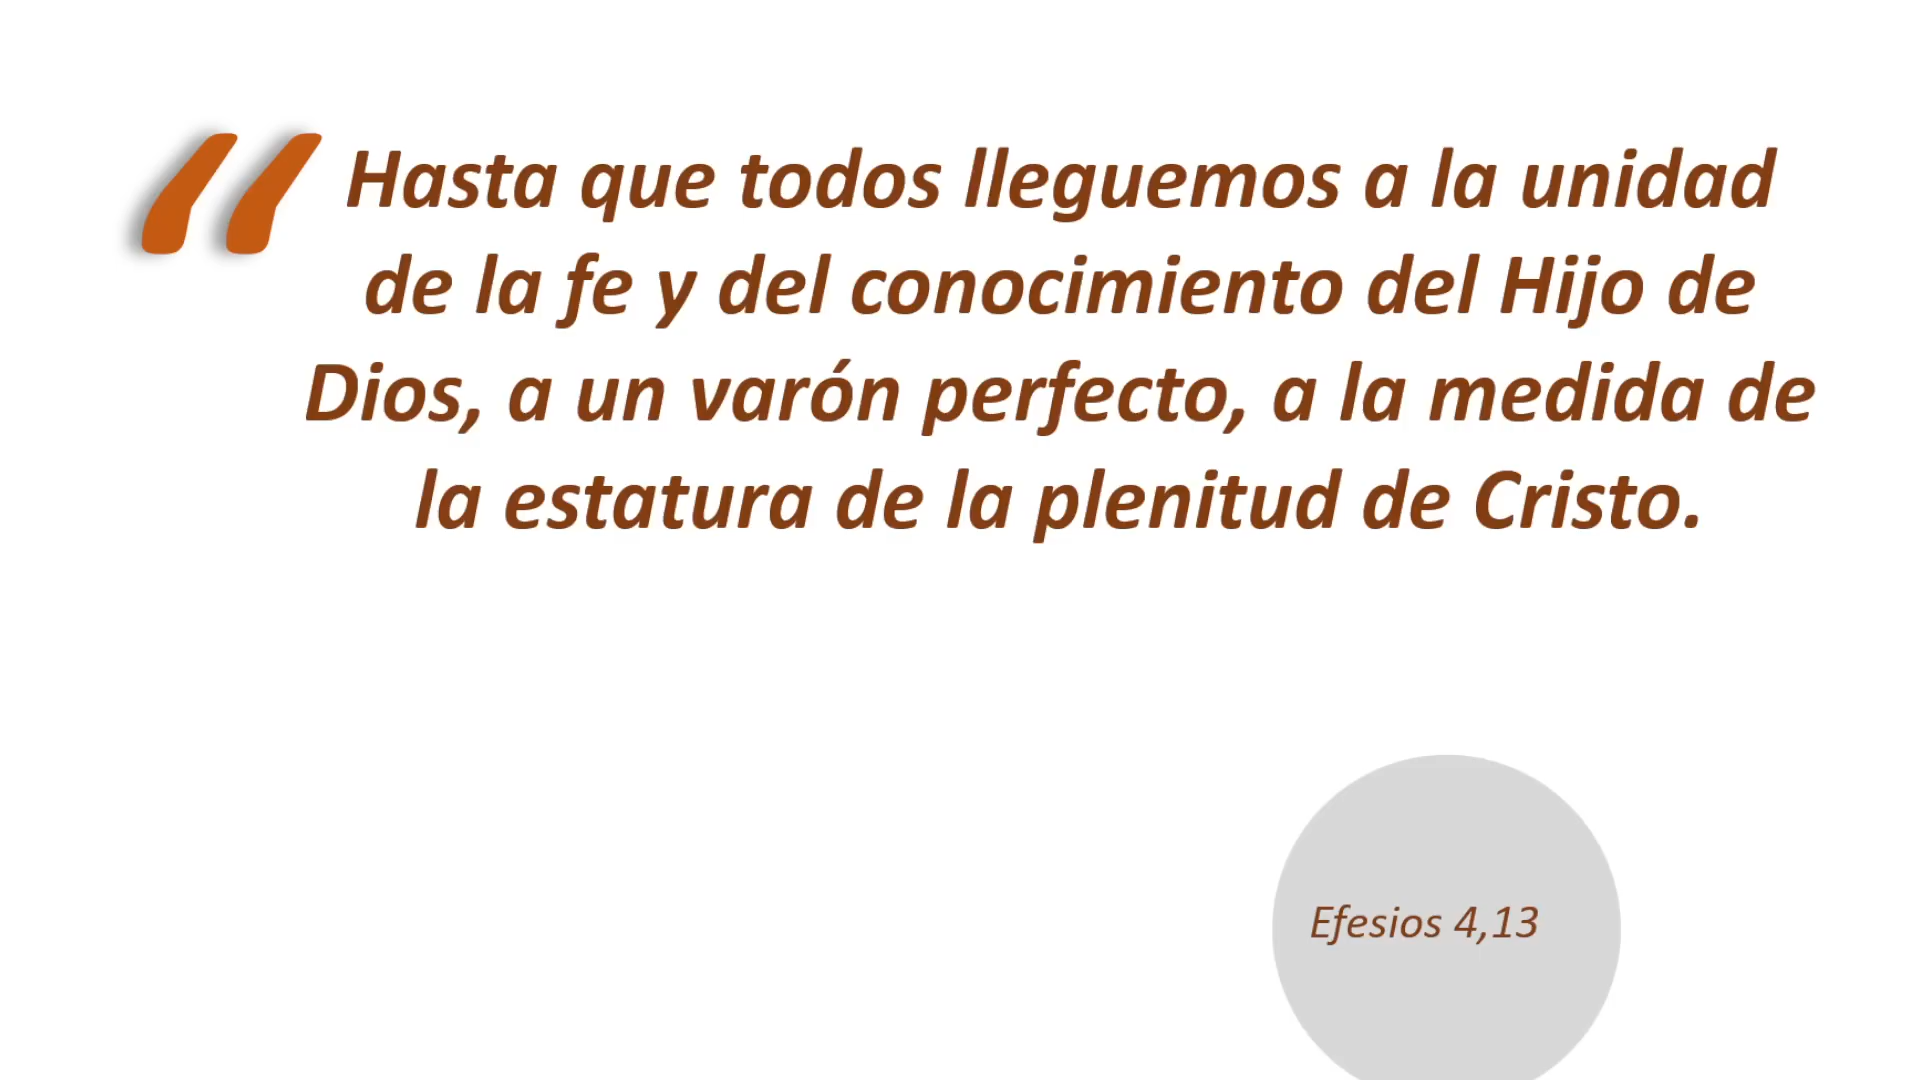 “ Hasta que todos lleguemos a la unidad
de la fe y del conocimiento del Hijo de
Dios, a un varón perfecto, a la medida de
la estatura de la plenitud de Cristo.
Efesios 4,13